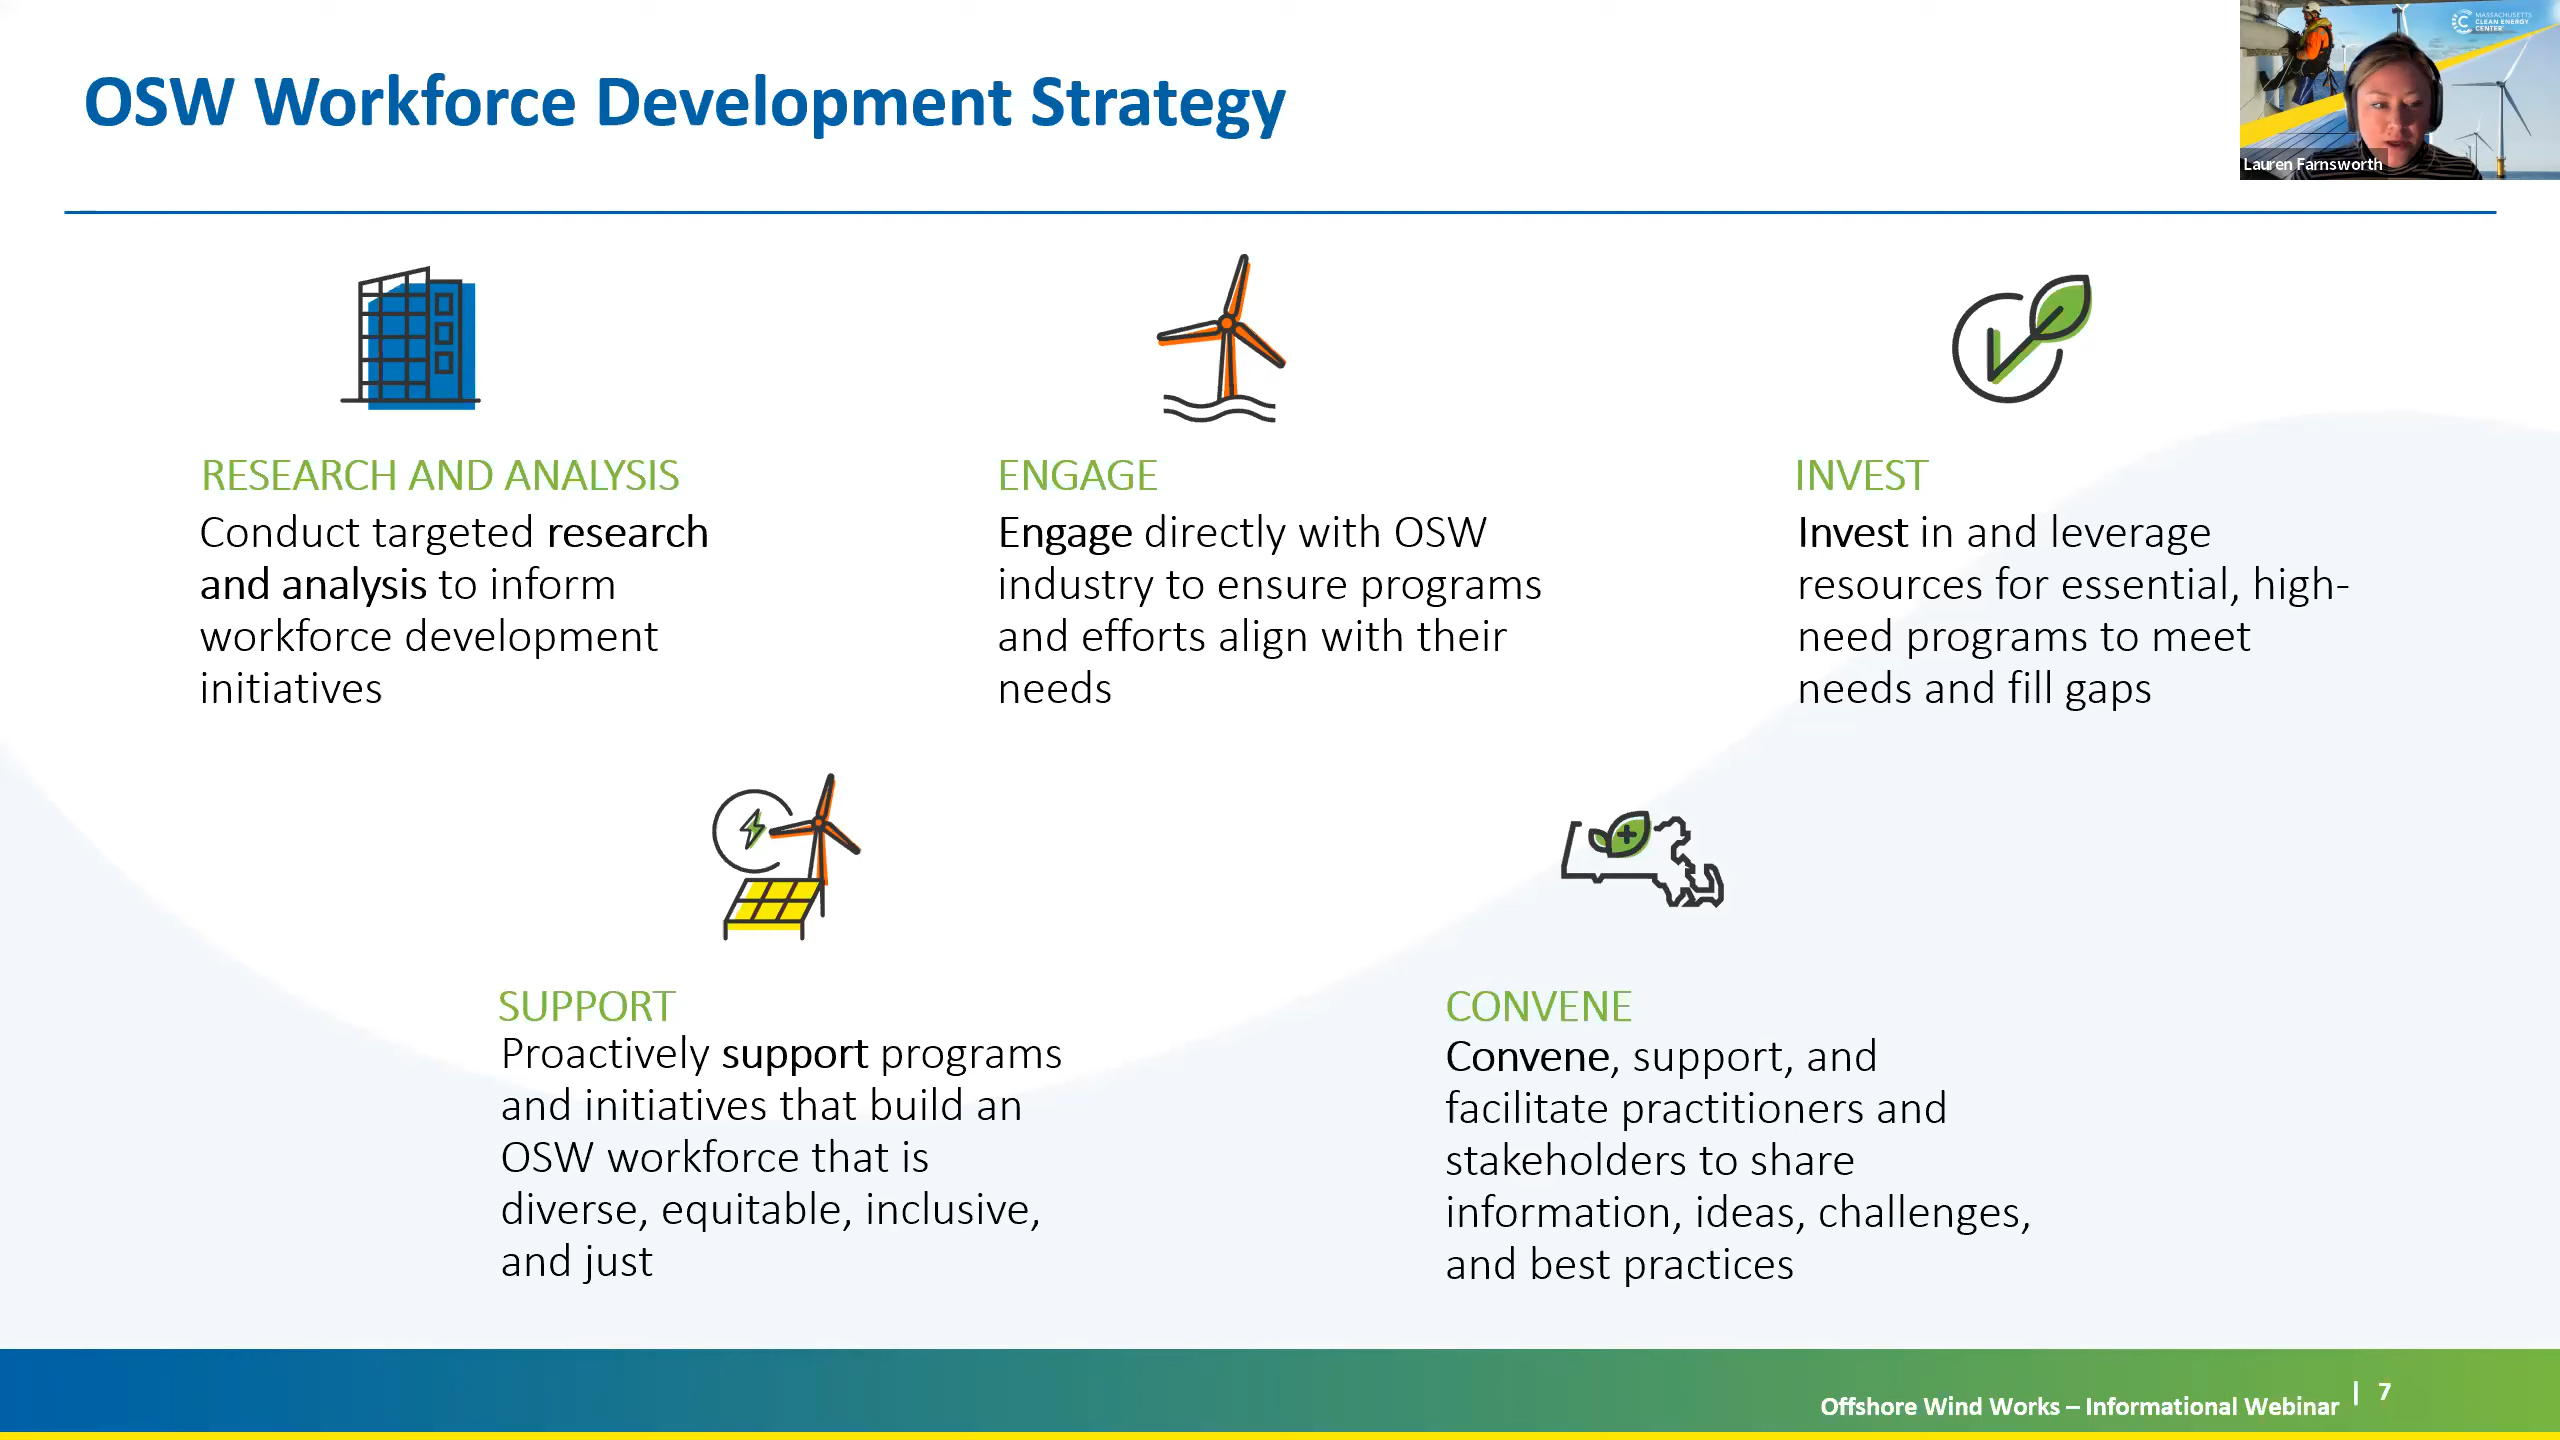 OSW Workforce Development Strategy
MASSACHUSETTS
CLEAN ENERGY
CENTER
Lauren Farnsworth
RESEARCH AND ANALYSIS
Conduct targeted research
and analysis to inform
workforce development
initiatives
ENGAGE
Engage directly with OSW
industry to ensure programs
and efforts align with their
needs
INVEST
Invest in and leverage
resources for essential, high-
need programs to meet
needs and fill gaps
SUPPORT
Proactively support programs
and initiatives that build an
OSW workforce that is
diverse, equitable, inclusive,
and just
CONVENE
Convene, support, and
facilitate practitioners and
stakeholders to share
information, ideas, challenges,
and best practices
Offshore Wind Works – Informational Webinar | 7